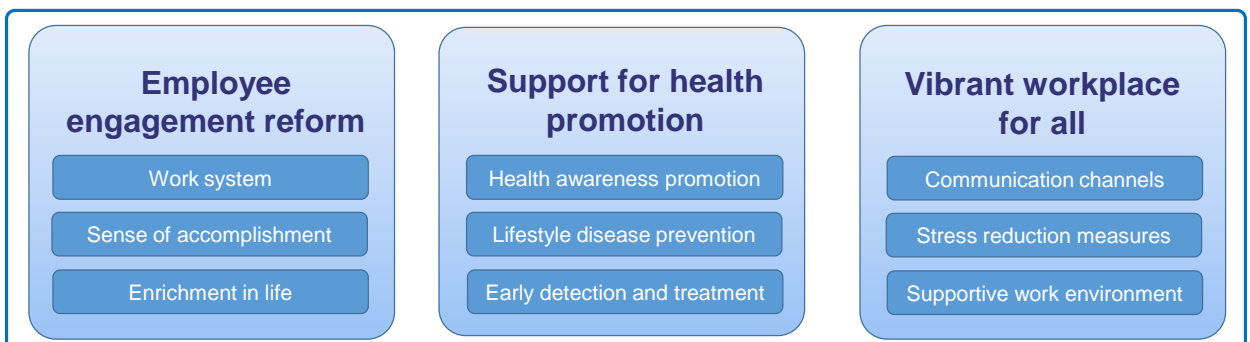 Employee
engagement reform
Work system
Sense of accomplishment
Enrichment in life
Support for health
promotion
Health awareness promotion
Lifestyle disease prevention
Early detection and treatment
Vibrant workplace
for all
Communication channels
Stress reduction measures
Supportive work environment